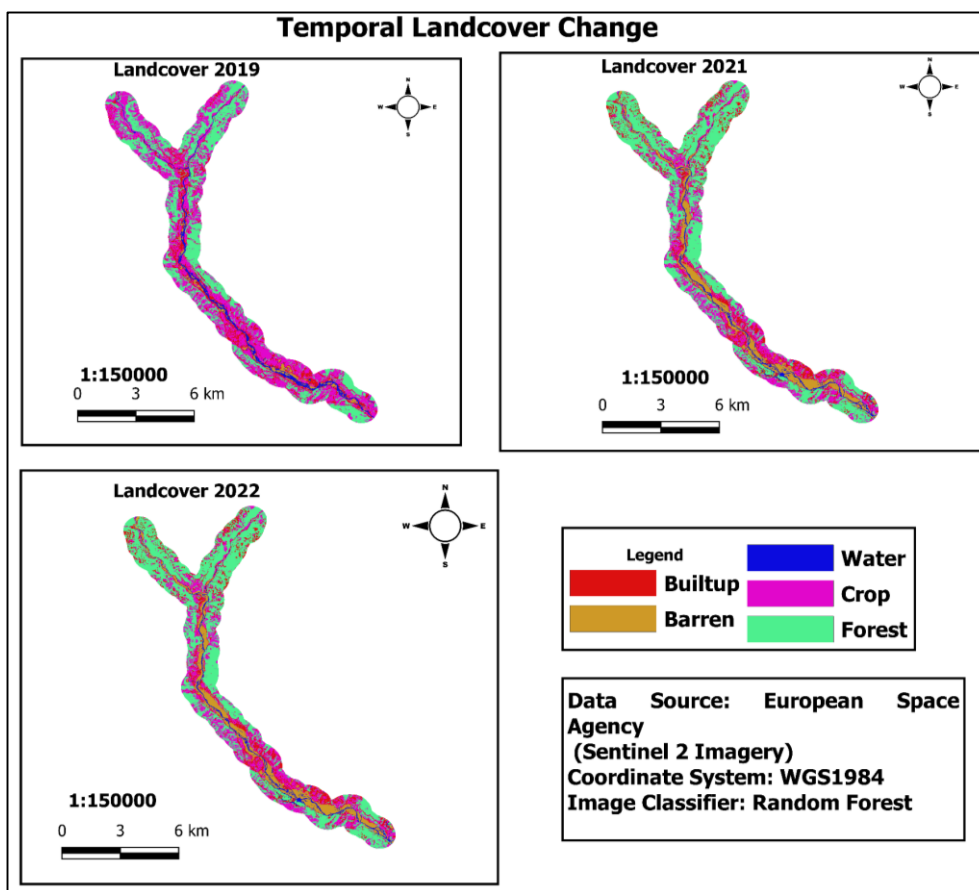 Temporal Landcover Change
Landcover 2019
N
W E
S
1:150000
0 3 6 km
Landcover 2021
N
W E
S
1:150000
0 3 6 km
Landcover 2022
N
W E
S
1:150000
0 3 6 km
Legend
Builtup
Barren
Water
Crop
Forest
Data Source: European Space
Agency
(Sentinel 2 Imagery)
Coordinate System: WGS1984
Image Classifier: Random Forest